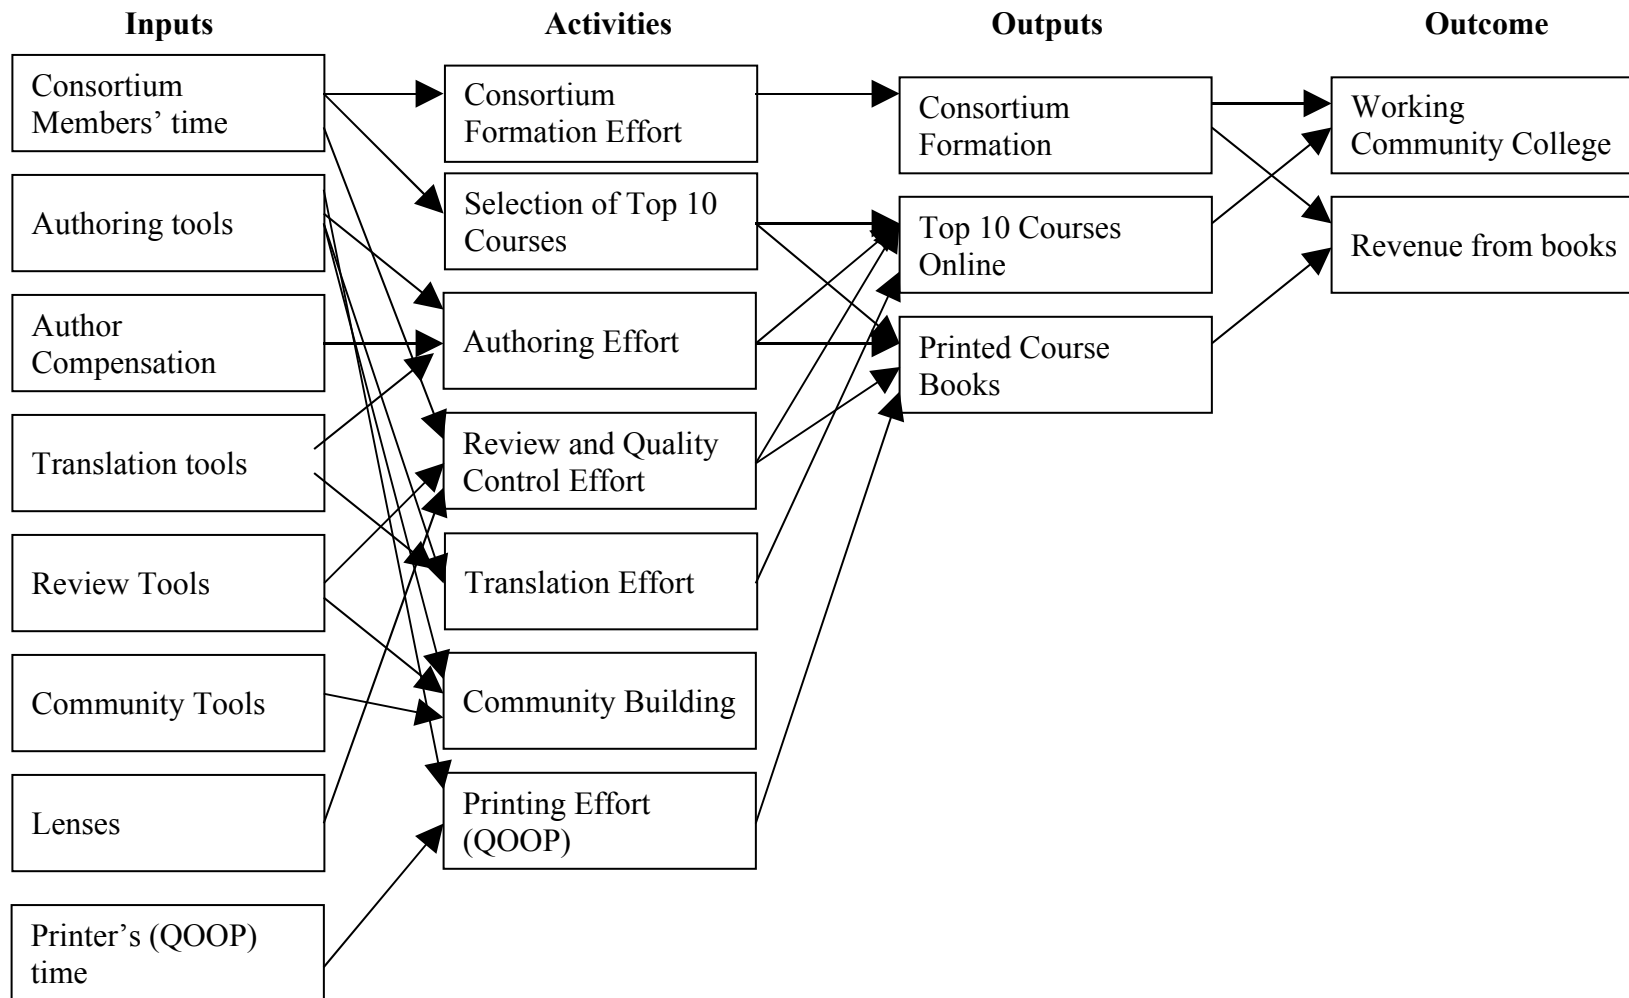 Inputs
Activities
Outputs
Outcome
Consortium
Members’ time
Authoring tools
Author
Compensation
Translation tools
Review Tools
Community Tools
Lenses
Printer’s (QOOP)
time
Consortium
Formation Effort
Selection of Top 10
Courses
Authoring Effort
Review and Quality
Control Effort
Translation Effort
Community Building
Printing Effort
(QOOP)
Consortium
Formation
Top 10 Courses
Online
Printed Course
Books
Working
Community College
Revenue from books